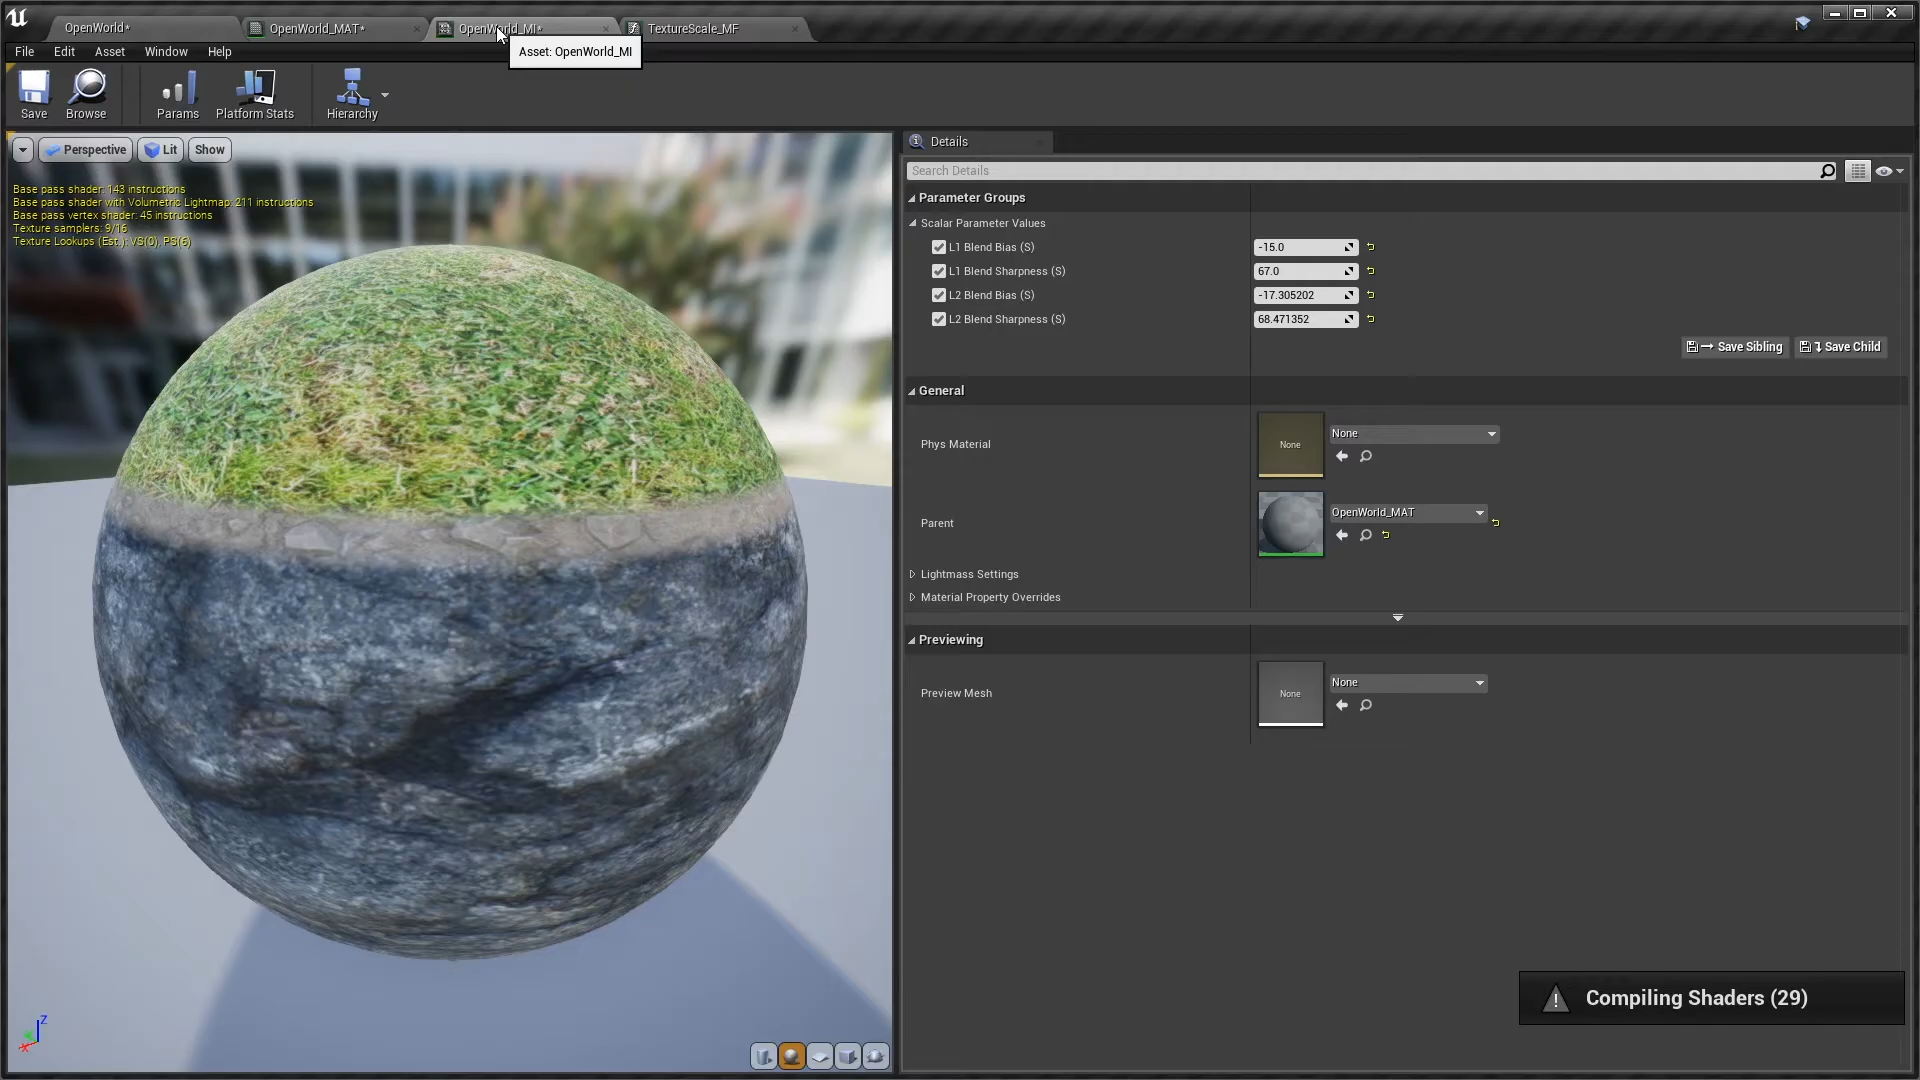 OpenWorld*
OpenWorld_MAT*
OpenWorld_MI*
TextureScale_MF
File
Edit
Asset
Window
Help
Asset: OpenWorld_MI
Save
Browse
Params
Platform Stats
Hierarchy
Perspective
Lit
Show
Base pass shader: 143 instructions
Base pass shader with Volumetric Lightmap: 211 instructions
Base pass vertex shader: 45 instructions
Texture samplers: 9/16
Texture Lookups (Est.): VS(0), PS(6)
Z
X
Details
Search Details
Parameter Groups
Scalar Parameter Values
L1 Blend Bias (S)
-15.0
L1 Blend Sharpness (S)
67.0
L2 Blend Bias (S)
-17.305202
L2 Blend Sharpness (S)
68.471352
Save Sibling
Save Child
General
Phys Material
None
None
Parent
OpenWorld_MAT
Lightmass Settings
Material Property Overrides
Previewing
Preview Mesh
None
None
Compiling Shaders (29)